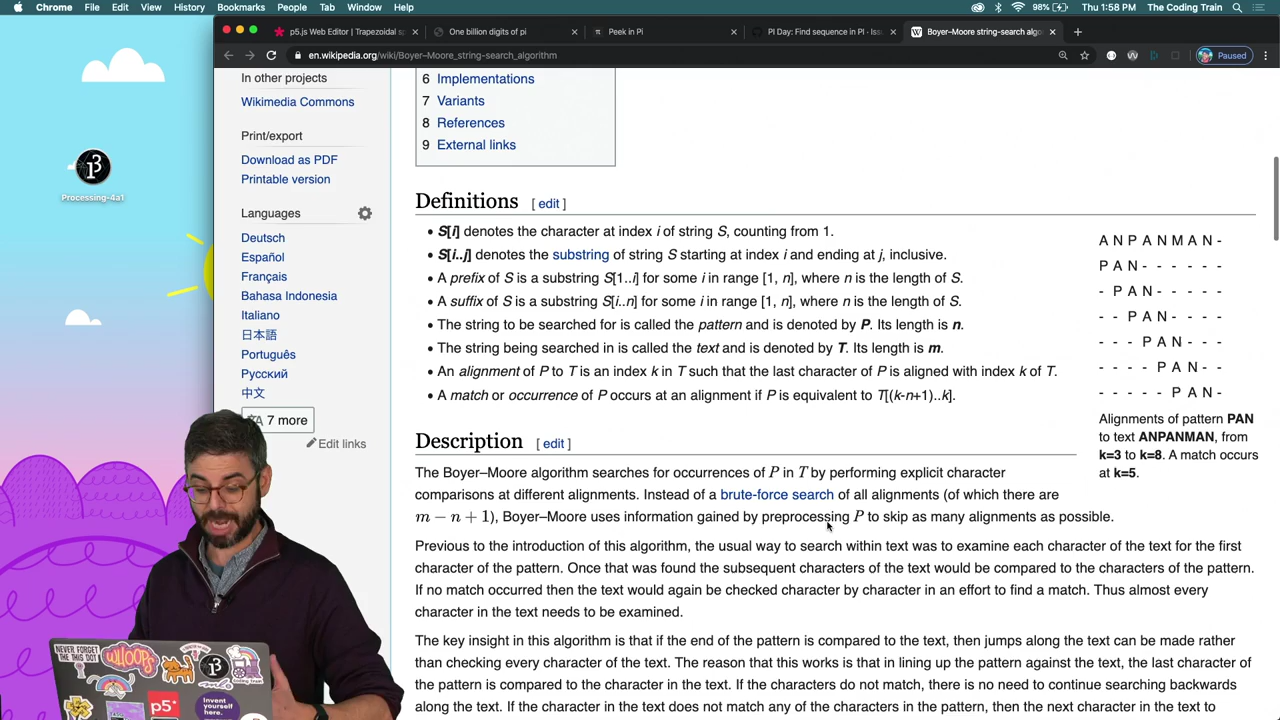 Chrome File Edit View History Bookmarks People Tab Window Help
98% Thu 1:58 PM The Coding Train
p5.js Web Editor | Trapezoidal sp
One billion digits of pi
Peek in Pi
PI Day: Find sequence in PI · Iss
Boyer–Moore string-search algo
en.wikipedia.org/wiki/Boyer–Moore_string-search_algorithm
Paused
In other projects
Wikimedia Commons
Print/export
Download as PDF
Printable version
Languages
Deutsch
Español
Français
Bahasa Indonesia
Italiano
日本語
Português
Русский
中文
7 more
Edit links
Processing-4a1
6 Implementations
7 Variants
8 References
9 External links
Definitions [ edit ]
• S[i] denotes the character at index i of string S, counting from 1.
• S[i..j] denotes the substring of string S starting at index i and ending at j, inclusive.
• A prefix of S is a substring S[1..i] for some i in range [1, n], where n is the length of S.
• A suffix of S is a substring S[i..n] for some i in range [1, n], where n is the length of S.
• The string to be searched for is called the pattern and is denoted by P. Its length is n.
• The string being searched in is called the text and is denoted by T. Its length is m.
• An alignment of P to T is an index k in T such that the last character of P is aligned with index k of T.
• A match or occurrence of P occurs at an alignment if P is equivalent to T[(k-n+1)..k].
A N P A N M A N -
P A N - - - - - -
- P A N - - - - -
- - P A N - - - -
- - - P A N - - -
- - - - P A N - -
- - - - - P A N -
Alignments of pattern PAN
to text ANPANMAN, from
k=3 to k=8. A match occurs
at k=5.
Description [ edit ]
The Boyer–Moore algorithm searches for occurrences of P in T by performing explicit character
comparisons at different alignments. Instead of a brute-force search of all alignments (of which there are
m − n + 1), Boyer–Moore uses information gained by preprocessing P to skip as many alignments as possible.
Previous to the introduction of this algorithm, the usual way to search within text was to examine each character of the text for the first
character of the pattern. Once that was found the subsequent characters of the text would be compared to the characters of the pattern.
If no match occurred then the text would again be checked character by character in an effort to find a match. Thus almost every
character in the text needs to be examined.
The key insight in this algorithm is that if the end of the pattern is compared to the text, then jumps along the text can be made rather
than checking every character of the text. The reason that this works is that in lining up the pattern against the text, the last character of
the pattern is compared to the character in the text. If the characters do not match, there is no need to continue searching backwards
along the text. If the character in the text does not match any of the characters in the pattern, then the next character in the text to
NEVER FORGET
THE THIS DOT
WHOOPS
p5*
Invent
yourself
here.